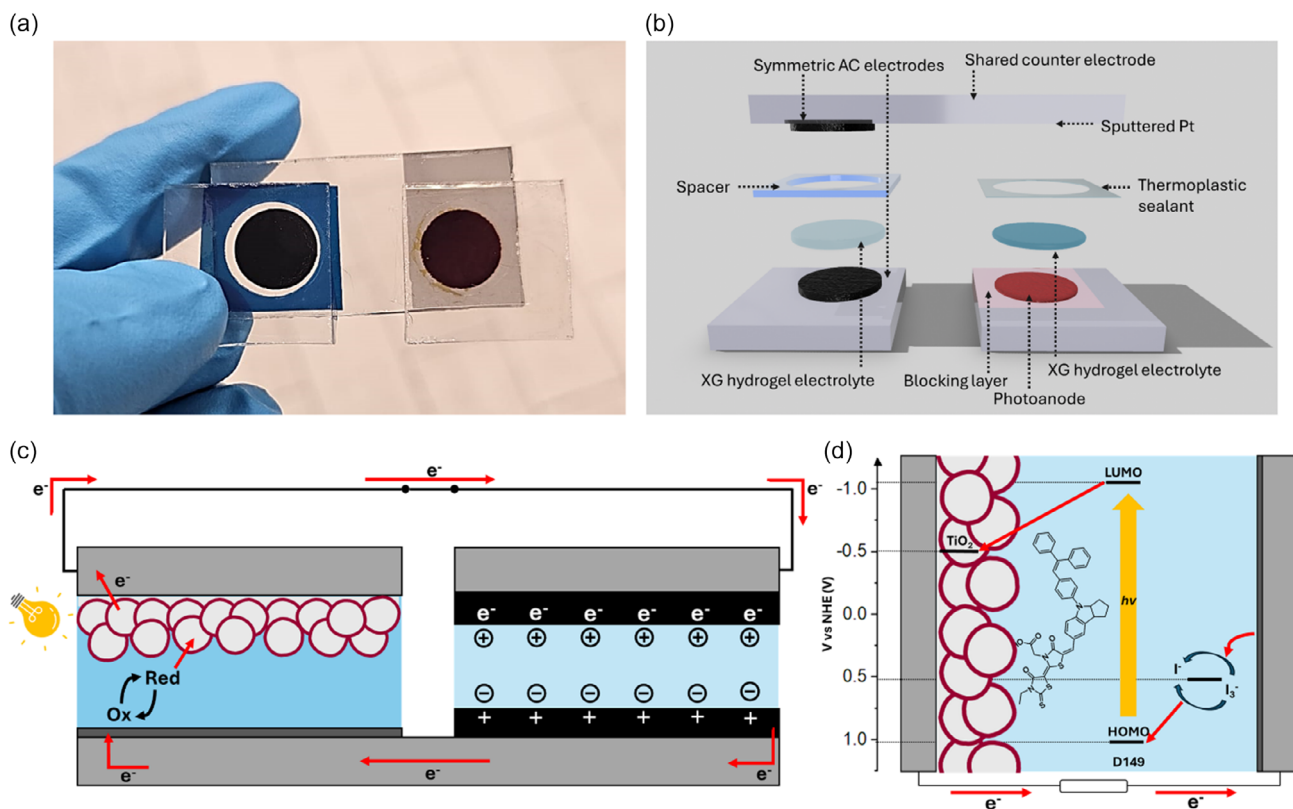 (a)
(b)
Symmetric AC electrodes
Shared counter electrode
Sputtered Pt
Spacer
Thermoplastic
sealant
XG hydrogel electrolyte
Blocking layer
Photoanode
XG hydrogel electrolyte
(c)
e-
e-
e-
e-
e- e- e- e- e- e-
+ + + + + +
Red
Ox
− − − − − −
+ + + + + +
e-
e-
e-
(d)
V vs NHE (V)
-1.0
-0.5
0.0
0.5
1.0
LUMO
TiO2
hv
N
O
O
O
N
S
O
N
S
O
S
I-
I3-
HOMO
D149
e-
e-